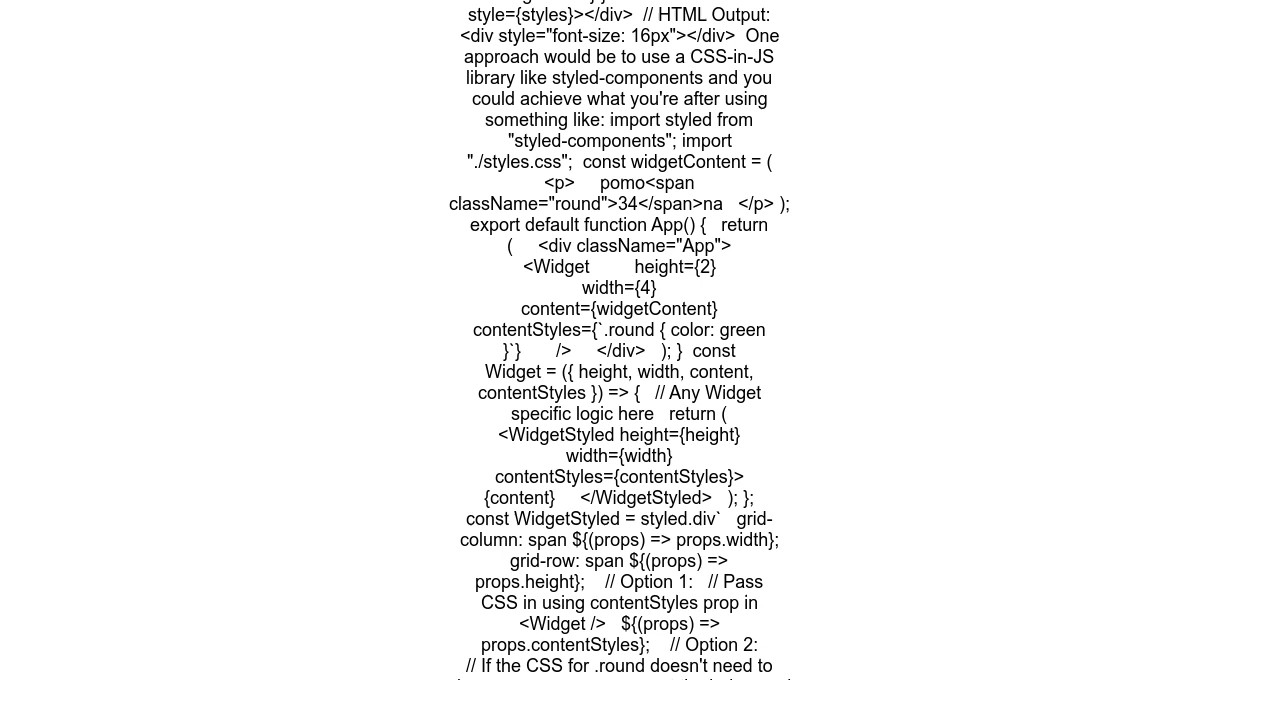 style={styles}></div>  // HTML Output:
<div style="font-size: 16px"></div>  One
approach would be to use a CSS-in-JS
library like styled-components and you
could achieve what you're after using
something like: import styled from
"styled-components"; import
"./styles.css";  const widgetContent = (
<p>     pomo<span
className="round">34</span>na   </p> );
export default function App() {   return
(     <div className="App">
<Widget         height={2}
width={4}
content={widgetContent}
contentStyles={`.round { color: green
}`}       />     </div>   ); }  const
Widget = ({ height, width, content,
contentStyles }) => {   // Any Widget
specific logic here   return (
<WidgetStyled height={height}
width={width}
contentStyles={contentStyles}>
{content}     </WidgetStyled>   ); };
const WidgetStyled = styled.div`   grid-
column: span ${(props) => props.width};
grid-row: span ${(props) =>
props.height};    // Option 1:   // Pass
CSS in using contentStyles prop in
<Widget />   ${(props) =>
props.contentStyles};    // Option 2:
// If the CSS for .round doesn't need to